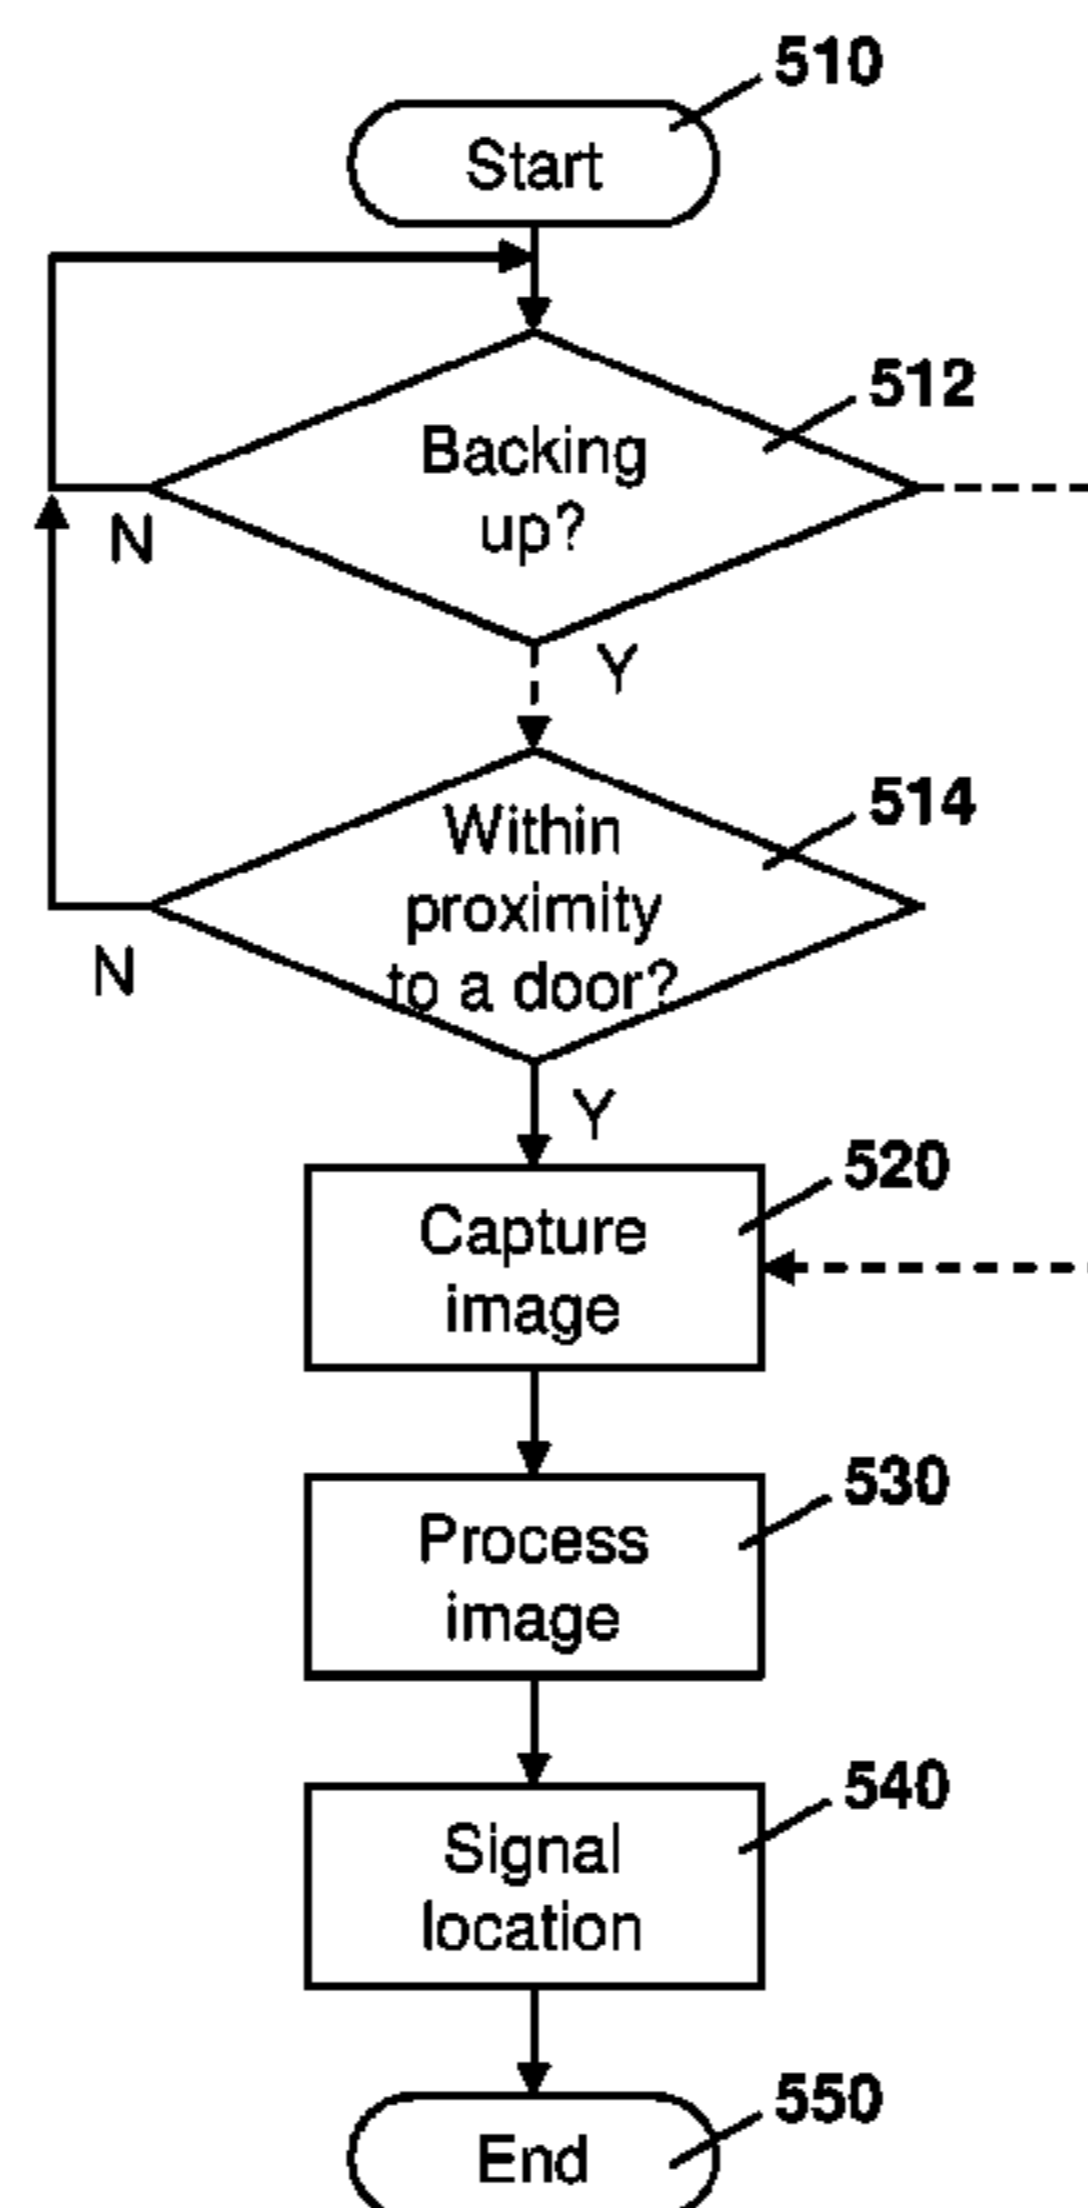 510
Start
512
Backing
up?
N
Y
514
Within
proximity
to a door?
N
Y
520
Capture
image
530
Process
image
540
Signal
location
550
End